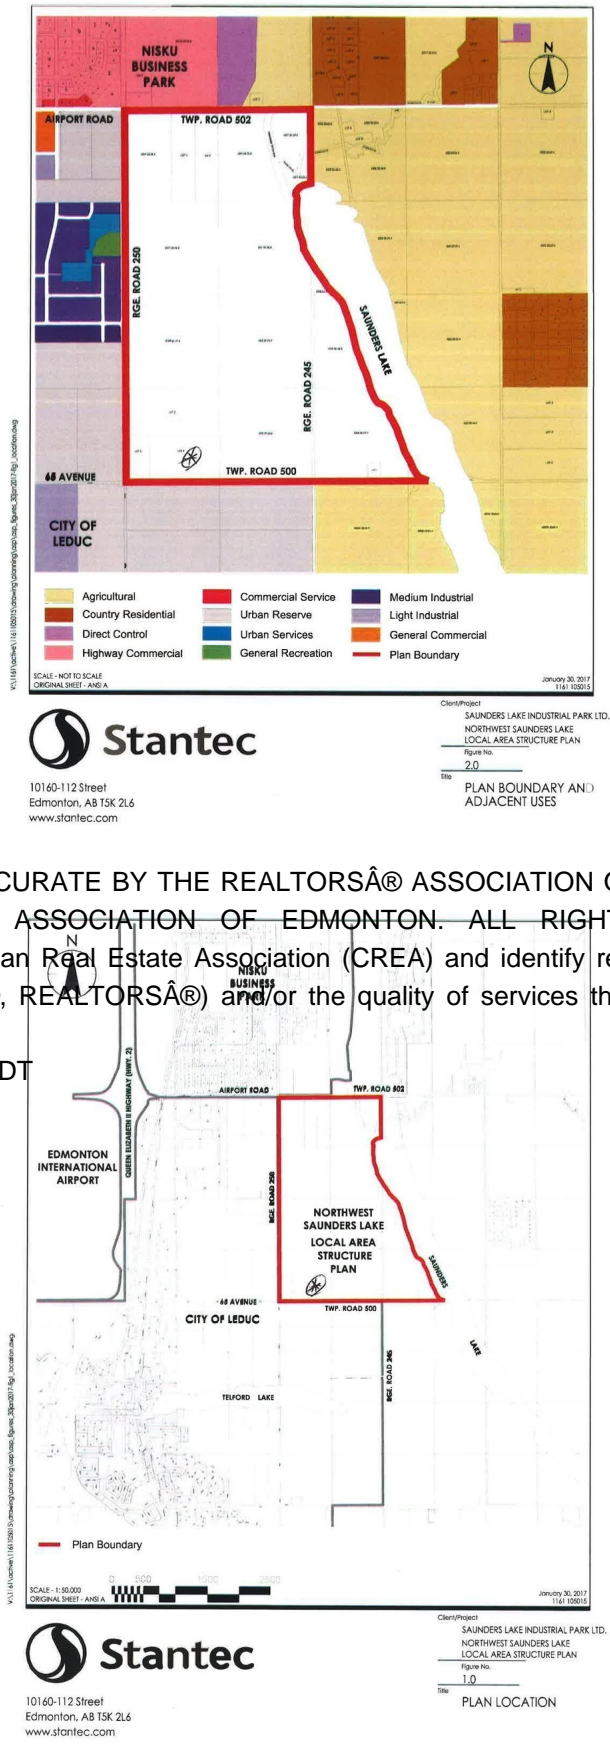 NISKU
BUSINESS
PARK
N
AIRPORT ROAD
TWP. ROAD 502
RGE. ROAD 250
SAUNDERS LAKE
RGE. ROAD 245
65 AVENUE
TWP. ROAD 500
CITY OF
LEDUC
Agricultural
Commercial Service
Medium Industrial
Country Residential
Urban Reserve
Light Industrial
Direct Control
Urban Services
General Commercial
Highway Commercial
General Recreation
Plan Boundary
SCALE - NOT TO SCALE
ORIGINAL SHEET - ANSI A
January 30, 2017
1161 105015
Stantec
10160-112 Street
Edmonton, AB T5K 2L6
www.stantec.com
Client/Project
SAUNDERS LAKE INDUSTRIAL PARK LTD.
NORTHWEST SAUNDERS LAKE
LOCAL AREA STRUCTURE PLAN
Figure No.
2.0
Title
PLAN BOUNDARY AND
ADJACENT USES
CURATE BY THE REALTORSÂ® ASSOCIATION
ASSOCIATION OF EDMONTON. ALL RIGHT
an Real Estate Association (CREA) and identify re
, REALTORSÂ®) and/or the quality of services th
DT
N
NISKU
BUSINESS
PARK
QUEEN ELIZABETH II HIGHWAY (HWY. 2)
AIRPORT ROAD
TWP. ROAD 502
EDMONTON
INTERNATIONAL
AIRPORT
RGE. ROAD 250
NORTHWEST
SAUNDERS LAKE
LOCAL AREA
STRUCTURE
PLAN
SAUNDERS
LAKE
65 AVENUE
TWP. ROAD 500
CITY OF LEDUC
RGE. ROAD 245
TELFORD LAKE
Plan Boundary
0 500 1500 2500
SCALE - 1:50,000
ORIGINAL SHEET - ANSI A
January 30, 2017
1161 105015
Stantec
10160-112 Street
Edmonton, AB T5K 2L6
www.stantec.com
Client/Project
SAUNDERS LAKE INDUSTRIAL PARK LTD.
NORTHWEST SAUNDERS LAKE
LOCAL AREA STRUCTURE PLAN
Figure No.
1.0
Title
PLAN LOCATION